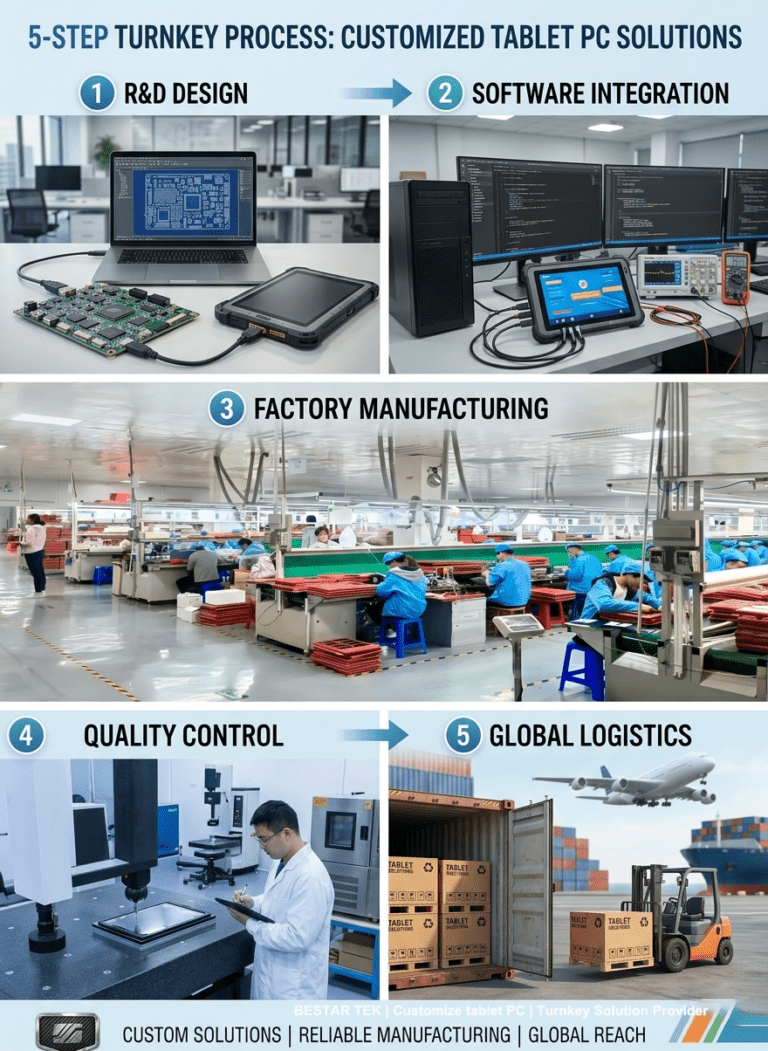 5-STEP TURNKEY PROCESS: CUSTOMIZED TABLET PC SOLUTIONS
1 R&D DESIGN
2 SOFTWARE INTEGRATION
3 FACTORY MANUFACTURING
4 QUALITY CONTROL
5 GLOBAL LOGISTICS
TABLET
TABLET
TABLET
TABLET
TABLET
BESTAR TEK | Customize tablet PC | Turnkey Solution Provider
CUSTOM SOLUTIONS | RELIABLE MANUFACTURING | GLOBAL REACH